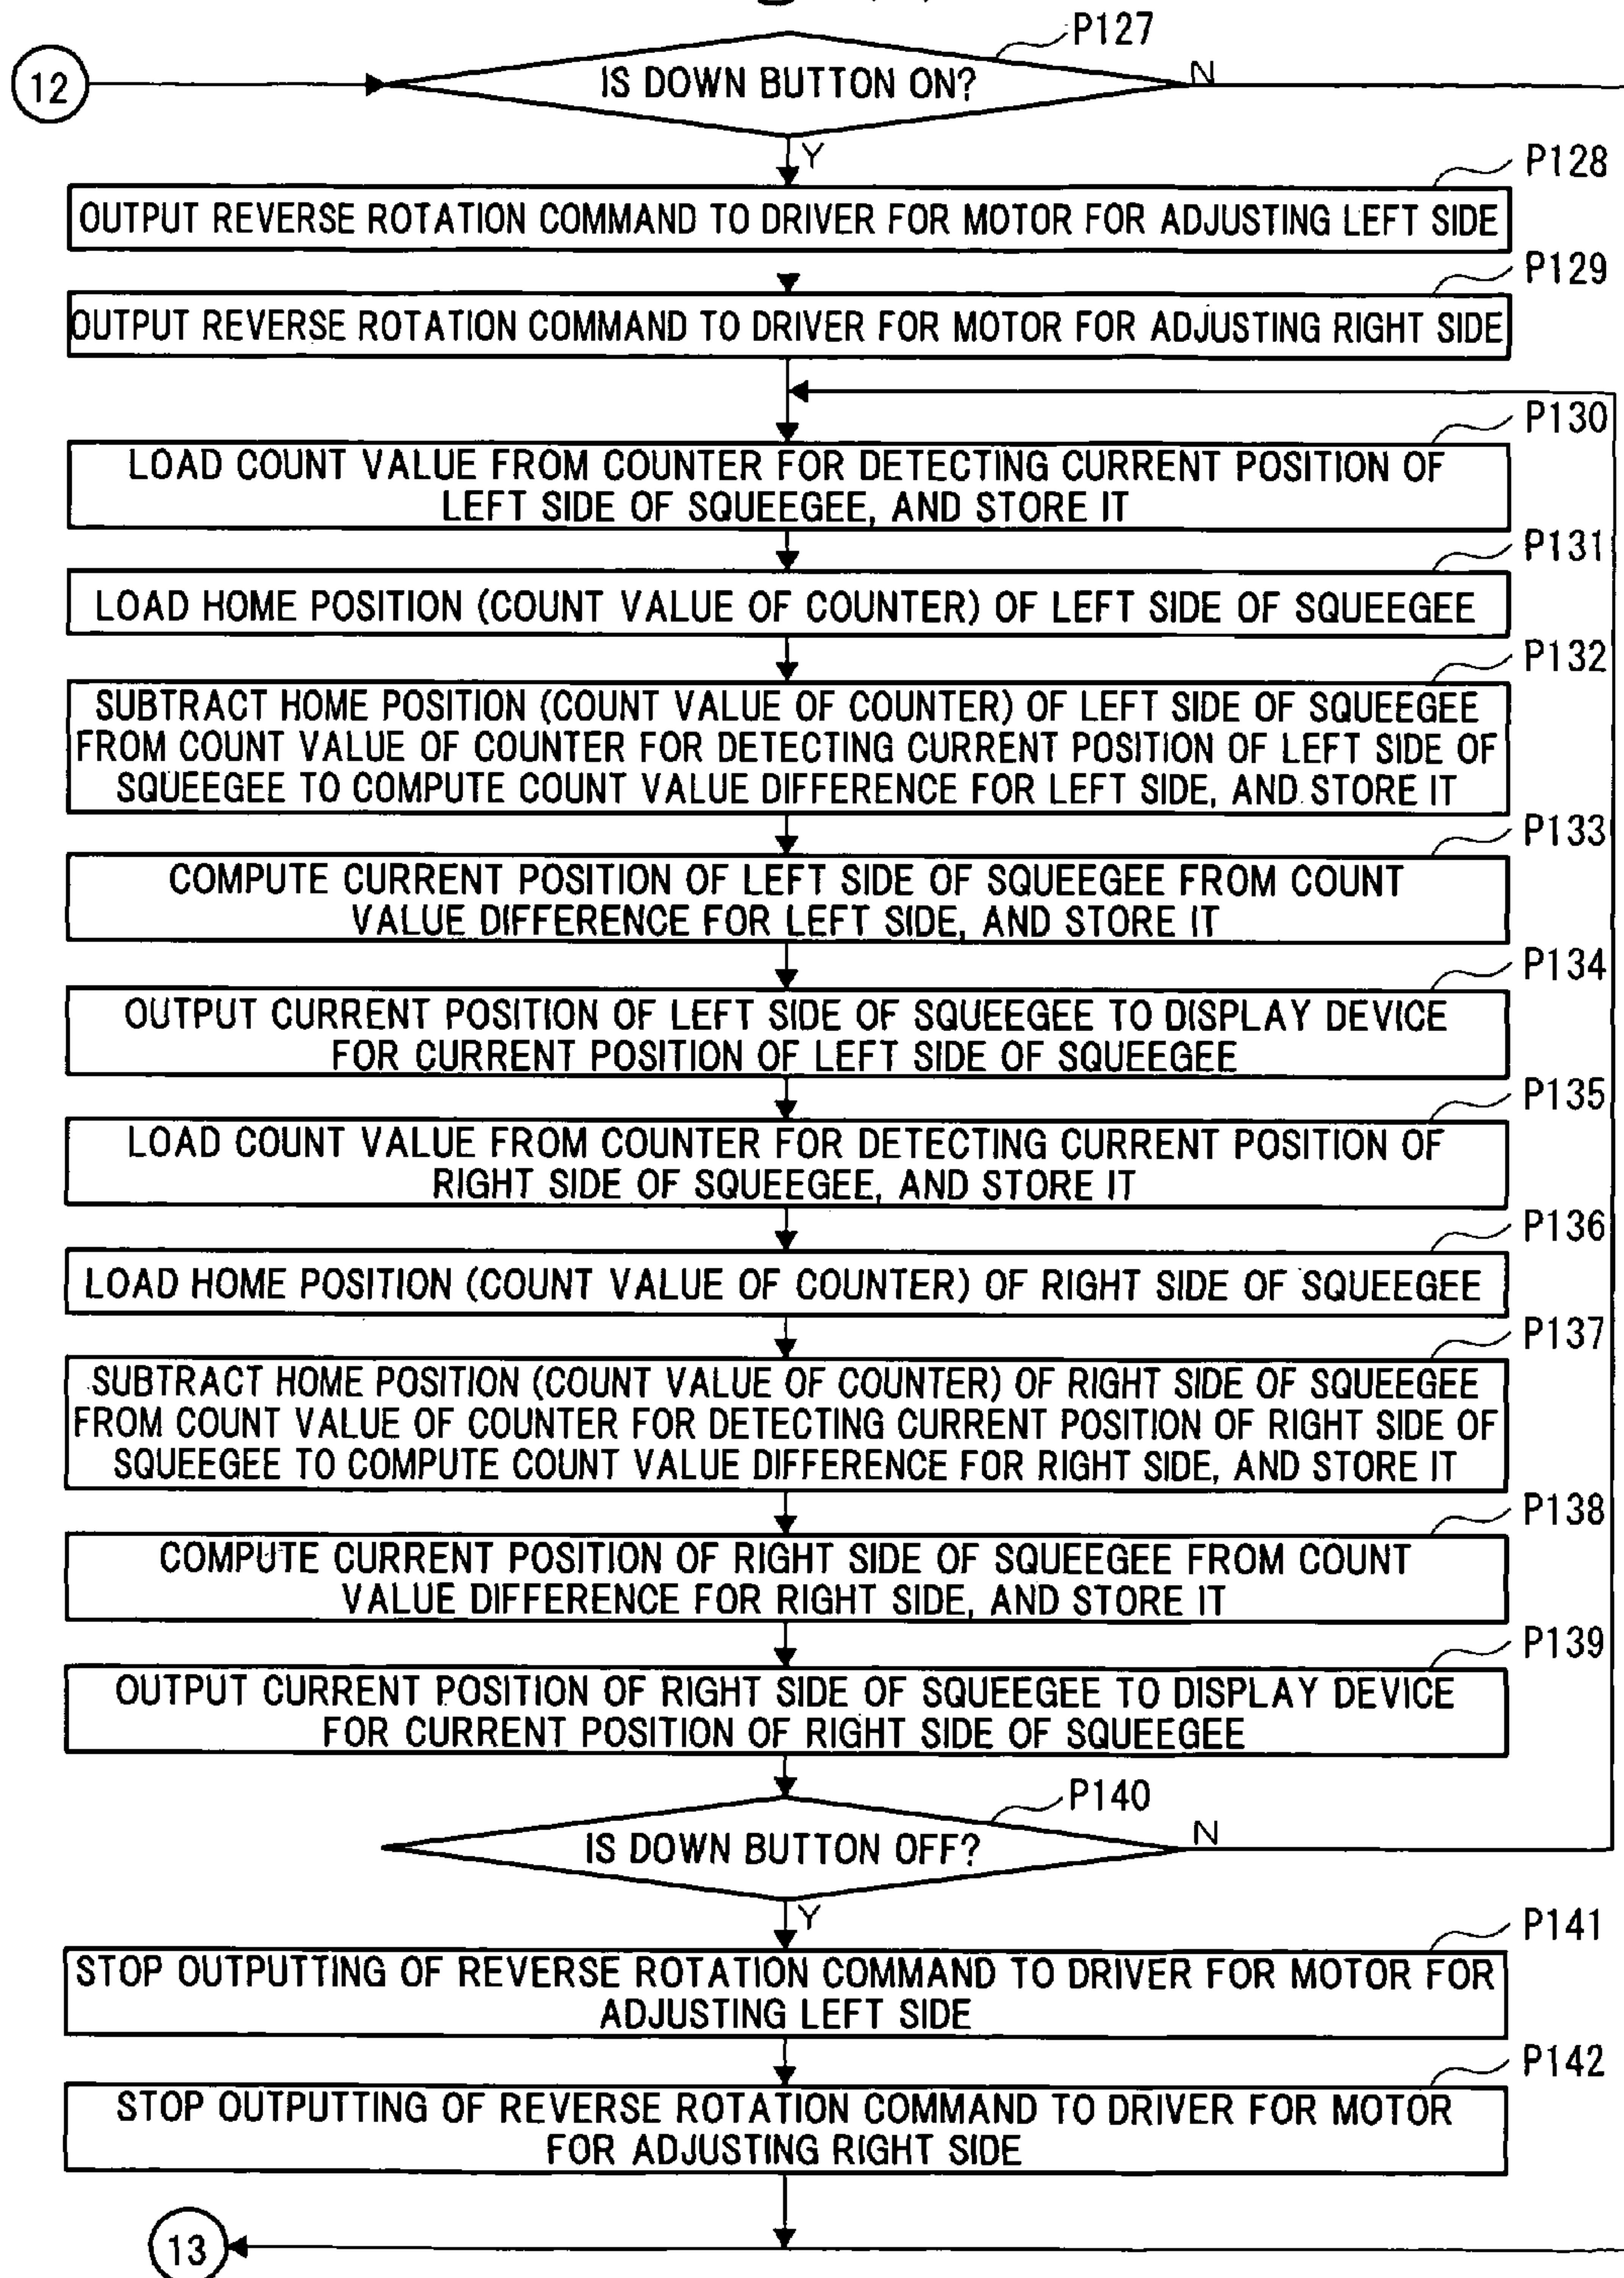 P127
12
IS DOWN BUTTON ON?
N
Y
P128
OUTPUT REVERSE ROTATION COMMAND TO DRIVER FOR MOTOR FOR ADJUSTING LEFT SIDE
P129
OUTPUT REVERSE ROTATION COMMAND TO DRIVER FOR MOTOR FOR ADJUSTING RIGHT SIDE
P130
LOAD COUNT VALUE FROM COUNTER FOR DETECTING CURRENT POSITION OF
LEFT SIDE OF SQUEEGEE, AND STORE IT
P131
LOAD HOME POSITION (COUNT VALUE OF COUNTER) OF LEFT SIDE OF SQUEEGEE
P132
SUBTRACT HOME POSITION (COUNT VALUE OF COUNTER) OF LEFT SIDE OF SQUEEGEE
FROM COUNT VALUE OF COUNTER FOR DETECTING CURRENT POSITION OF LEFT SIDE OF
SQUEEGEE TO COMPUTE COUNT VALUE DIFFERENCE FOR LEFT SIDE, AND STORE IT
P133
COMPUTE CURRENT POSITION OF LEFT SIDE OF SQUEEGEE FROM COUNT
VALUE DIFFERENCE FOR LEFT SIDE, AND STORE IT
P134
OUTPUT CURRENT POSITION OF LEFT SIDE OF SQUEEGEE TO DISPLAY DEVICE
FOR CURRENT POSITION OF LEFT SIDE OF SQUEEGEE
P135
LOAD COUNT VALUE FROM COUNTER FOR DETECTING CURRENT POSITION OF
RIGHT SIDE OF SQUEEGEE, AND STORE IT
P136
LOAD HOME POSITION (COUNT VALUE OF COUNTER) OF RIGHT SIDE OF SQUEEGEE
P137
SUBTRACT HOME POSITION (COUNT VALUE OF COUNTER) OF RIGHT SIDE OF SQUEEGEE
FROM COUNT VALUE OF COUNTER FOR DETECTING CURRENT POSITION OF RIGHT SIDE OF
SQUEEGEE TO COMPUTE COUNT VALUE DIFFERENCE FOR RIGHT SIDE, AND STORE IT
P138
COMPUTE CURRENT POSITION OF RIGHT SIDE OF SQUEEGEE FROM COUNT
VALUE DIFFERENCE FOR RIGHT SIDE, AND STORE IT
P139
OUTPUT CURRENT POSITION OF RIGHT SIDE OF SQUEEGEE TO DISPLAY DEVICE
FOR CURRENT POSITION OF RIGHT SIDE OF SQUEEGEE
P140
IS DOWN BUTTON OFF?
N
Y
P141
STOP OUTPUTTING OF REVERSE ROTATION COMMAND TO DRIVER FOR MOTOR FOR
ADJUSTING LEFT SIDE
P142
STOP OUTPUTTING OF REVERSE ROTATION COMMAND TO DRIVER FOR MOTOR
FOR ADJUSTING RIGHT SIDE
13